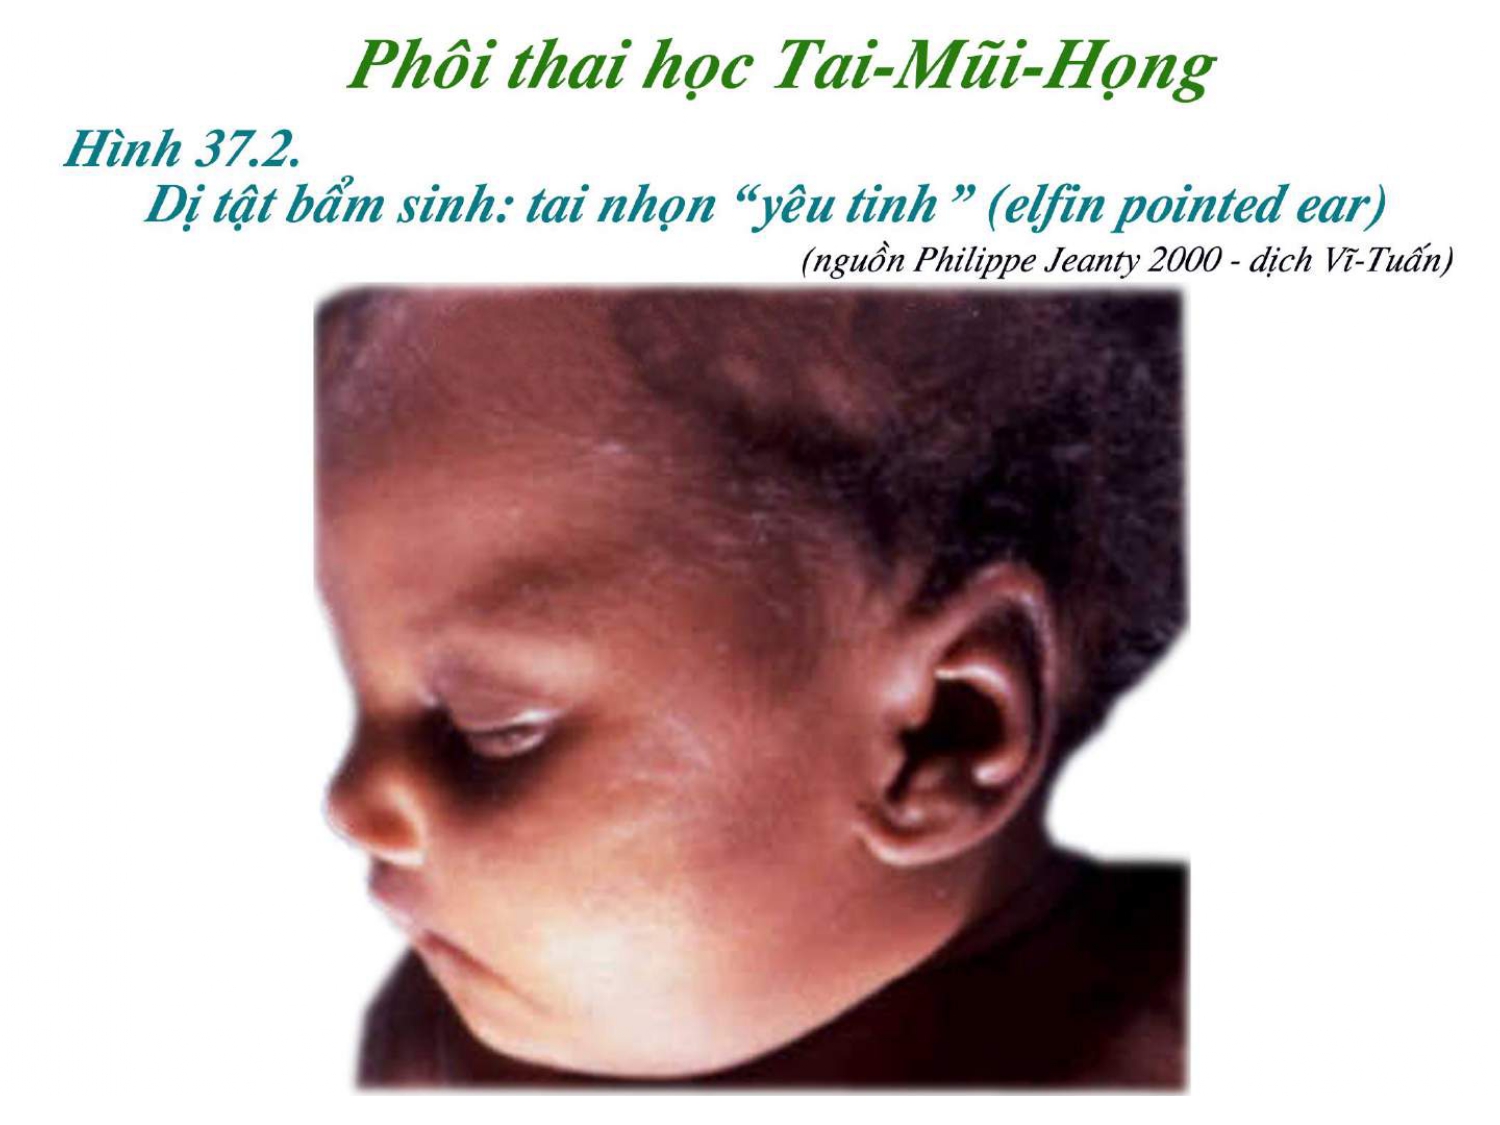 Phôi thai học Tai-Mũi-Họng
Hình 37.2.
Dị tật bẩm sinh: tai nhọn “yêu tinh” (elfin pointed ear)
(nguồn Philippe Jeanty 2000 - dịch Vĩ-Tuấn)